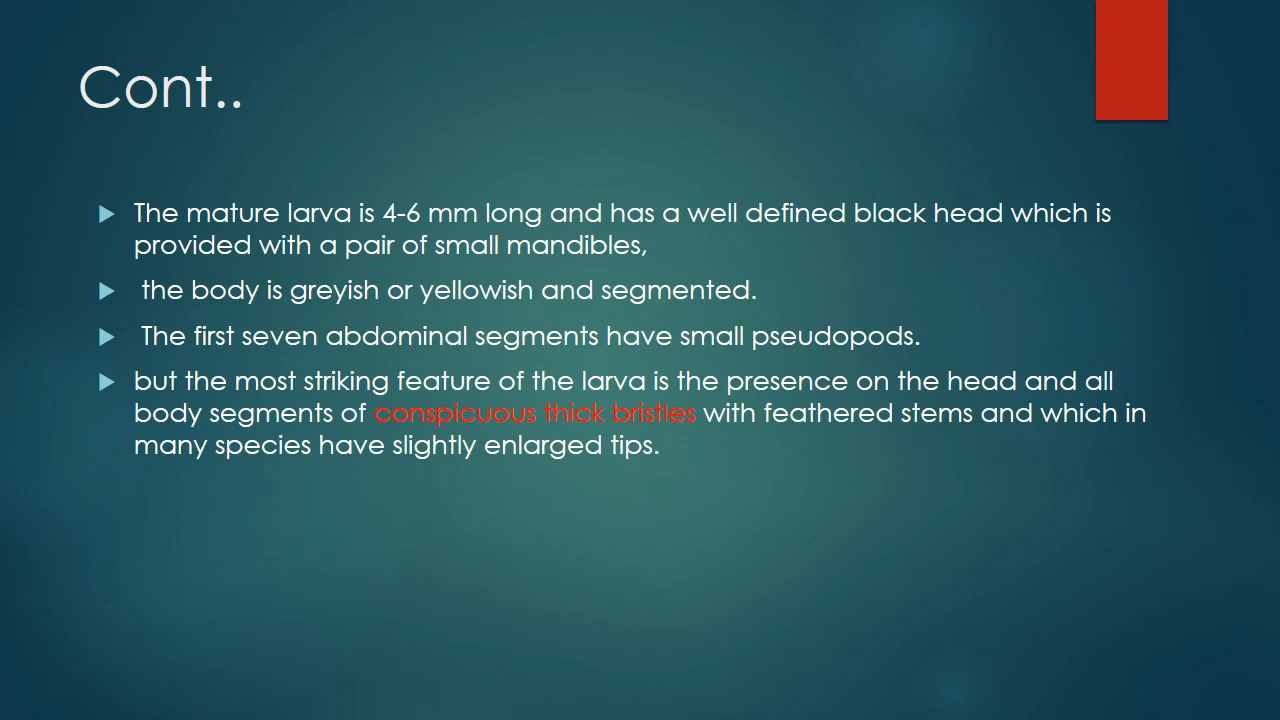 Cont..
The mature larva is 4-6 mm long and has a well defined black head which is
provided with a pair of small mandibles,
the body is greyish or yellowish and segmented.
The first seven abdominal segments have small pseudopods.
but the most striking feature of the larva is the presence on the head and all
body segments of conspicuous thick bristles with feathered stems and which in
many species have slightly enlarged tips.